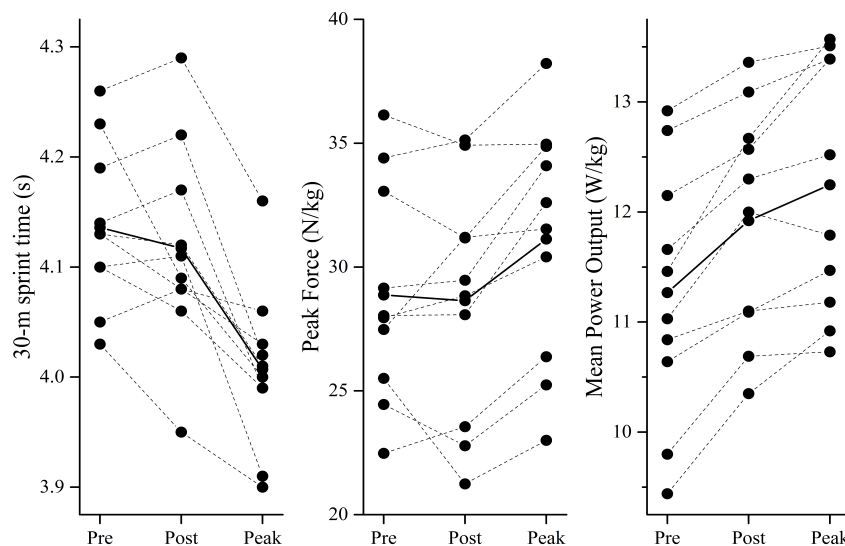 30-m sprint time (s)
4.3
4.2
4.1
4.0
3.9
Pre Post Peak
Peak Force (N/kg)
40
35
30
25
20
Pre Post Peak
Mean Power Output (W/kg)
13
12
11
10
Pre Post Peak